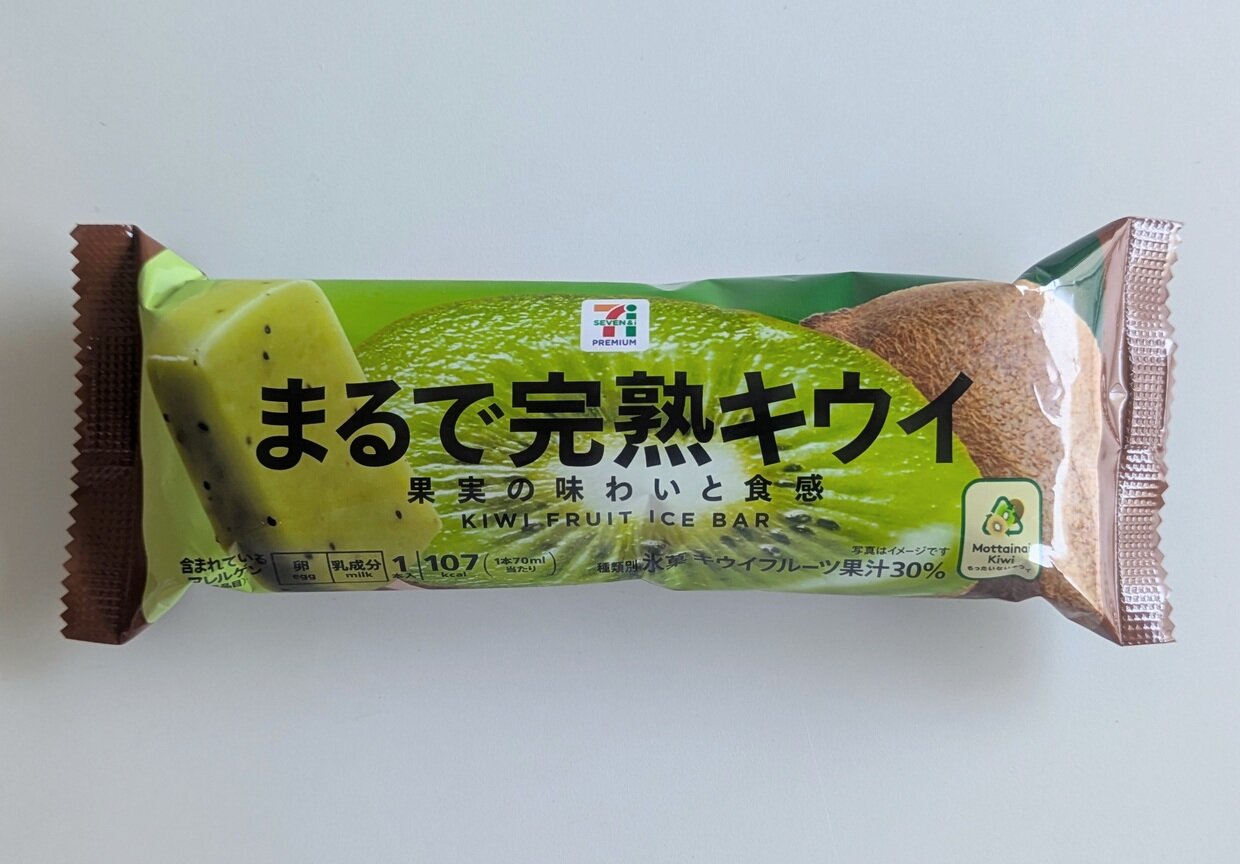 7i
SEVEN&i
PREMIUM
まるで完熟キウイ
果実の味わいと食感
KIWI FRUIT ICE BAR
写真はイメージです
含まれている
アレルゲン
卵 乳成分 1 107 (1本70ml
egg milk 本入 kcal 当たり)
種類別 氷菓 キウイフルーツ果汁30%
Mottainai
Kiwi